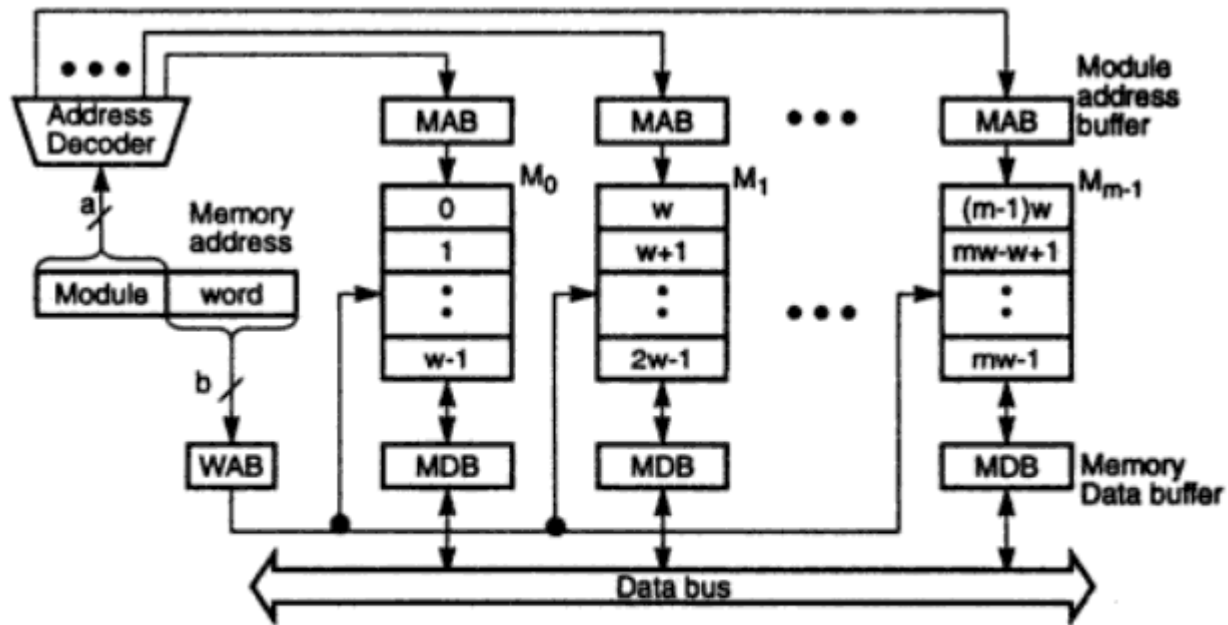 Address
Decoder
MAB
MAB
MAB
Module
address
buffer
a
Memory
address
Module
word
M0
0
1
w-1
M1
w
w+1
2w-1
Mm-1
(m-1)w
mw-w+1
mw-1
b
WAB
MDB
MDB
MDB
Memory
Data buffer
Data bus